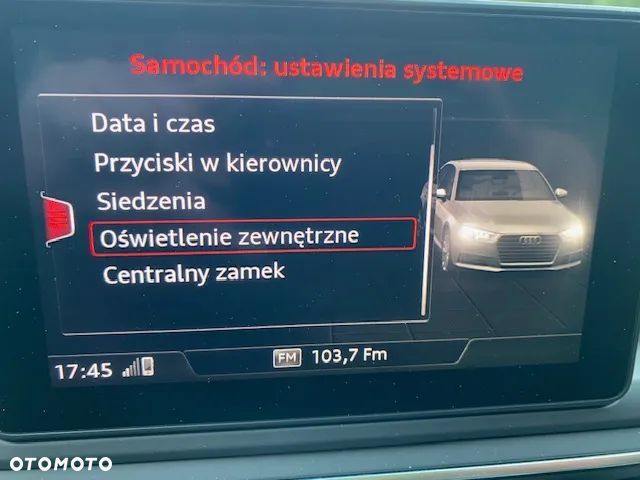 Samochód: ustawienia systemowe
Data i czas
Przyciski w kierownicy
Siedzenia
Oświetlenie zewnętrzne
Centralny zamek
17:45
FM 103,7 Fm
OTOMOTO